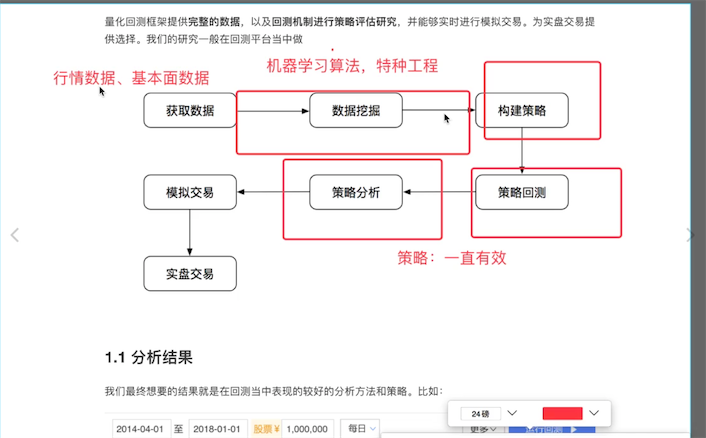 量化回测框架提供完整的数据，以及回测机制进行策略评估研究，并能够实时进行模拟交易。为实盘交易提
供选择。我们的研究一般在回测平台当中做
机器学习算法，特种工程
行情数据、基本面数据
获取数据
数据挖掘
构建策略
模拟交易
策略分析
策略回测
策略：一直有效
实盘交易
1.1 分析结果
我们最终想要的结果就是在回测当中表现的较好的分析方法和策略。比如：
24磅
2014-04-01 至 2018-01-01 股票 ¥ 1,000,000 每日 更多 运行回测